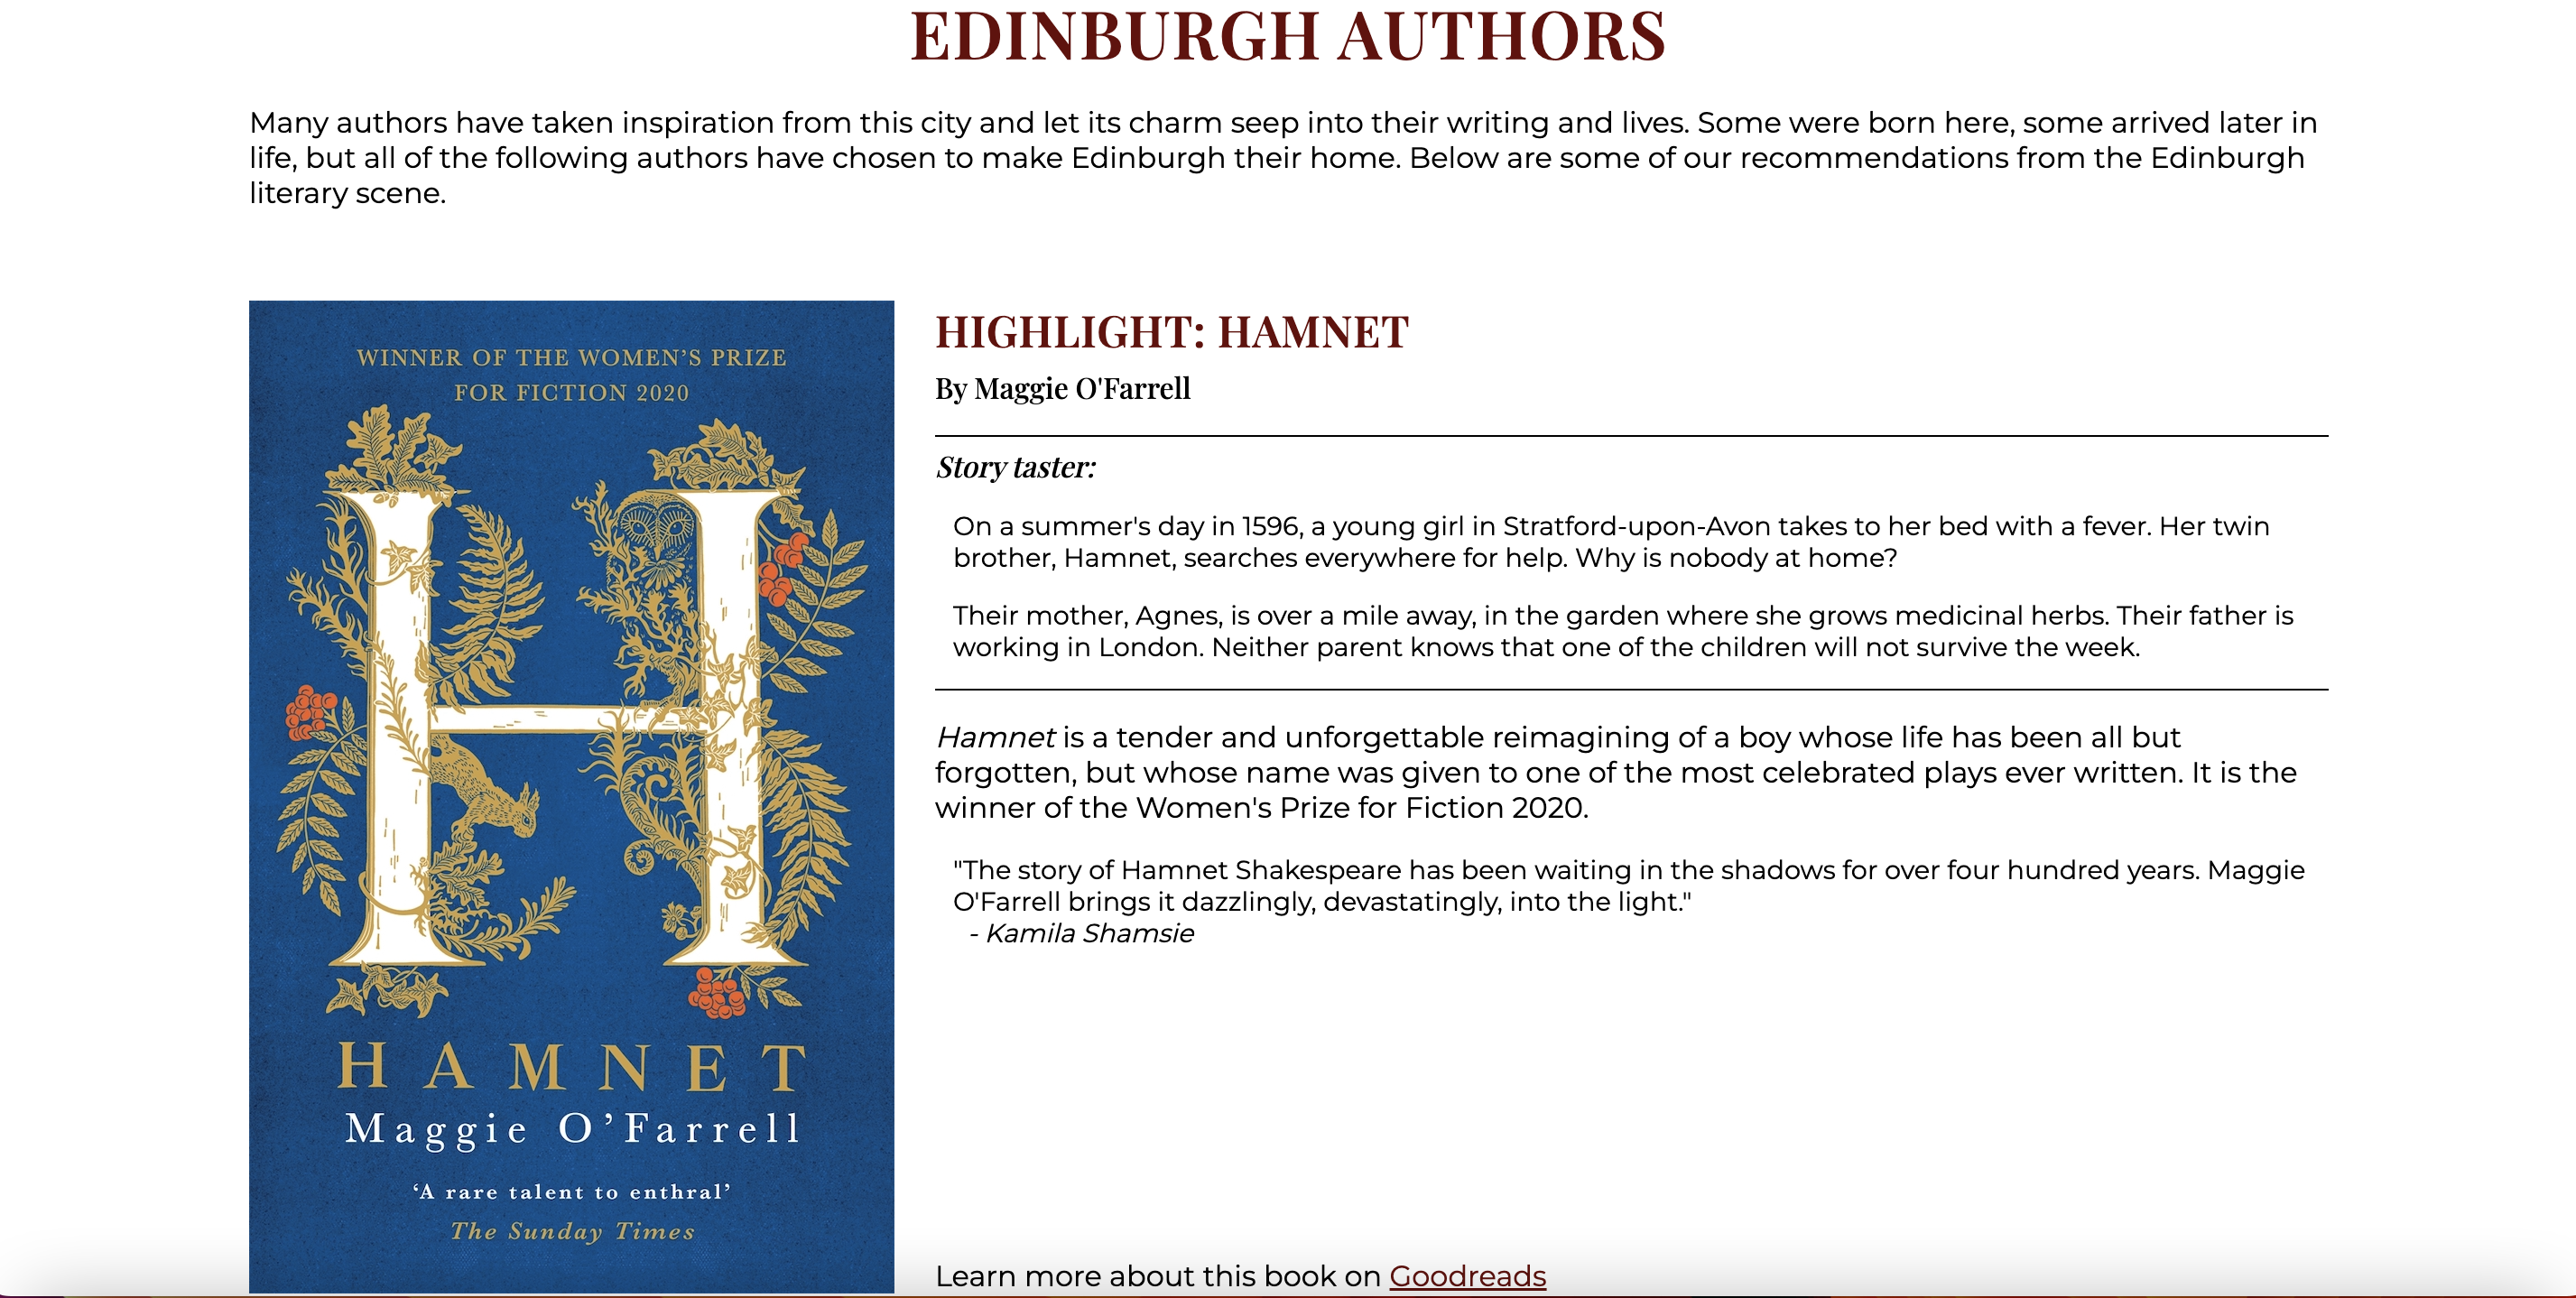 EDINBURGH AUTHORS
Many authors have taken inspiration from this city and let its charm seep into their writing and lives. Some were born here, some arrived later in
life, but all of the following authors have chosen to make Edinburgh their home. Below are some of our recommendations from the Edinburgh
literary scene.
WINNER OF THE WOMEN'S PRIZE
FOR FICTION 2020
H
HAMNET
Maggie O'Farrell
'A rare talent to enthral'
The Sunday Times
HIGHLIGHT: HAMNET
By Maggie O'Farrell
Story taster:
On a summer's day in 1596, a young girl in Stratford-upon-Avon takes to her bed with a fever. Her twin
brother, Hamnet, searches everywhere for help. Why is nobody at home?
Their mother, Agnes, is over a mile away, in the garden where she grows medicinal herbs. Their father is
working in London. Neither parent knows that one of the children will not survive the week.
Hamnet is a tender and unforgettable reimagining of a boy whose life has been all but
forgotten, but whose name was given to one of the most celebrated plays ever written. It is the
winner of the Women's Prize for Fiction 2020.
"The story of Hamnet Shakespeare has been waiting in the shadows for over four hundred years. Maggie
O'Farrell brings it dazzlingly, devastatingly, into the light."
- Kamila Shamsie
Learn more about this book on Goodreads